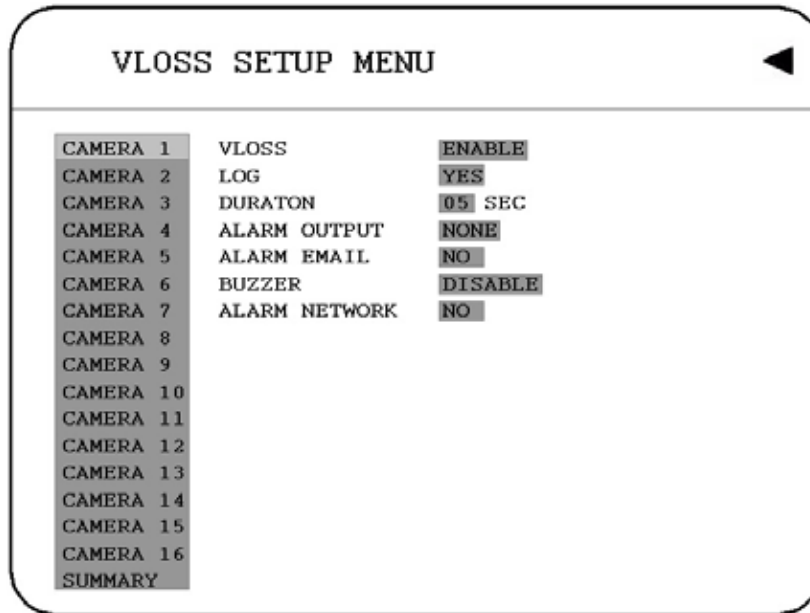 VLOSS SETUP MENU
CAMERA 1 VLOSS ENABLE
CAMERA 2 LOG YES
CAMERA 3 DURATON 05 SEC
CAMERA 4 ALARM OUTPUT NONE
CAMERA 5 ALARM EMAIL NO
CAMERA 6 BUZZER DISABLE
CAMERA 7 ALARM NETWORK NO
CAMERA 8
CAMERA 9
CAMERA 10
CAMERA 11
CAMERA 12
CAMERA 13
CAMERA 14
CAMERA 15
CAMERA 16
SUMMARY